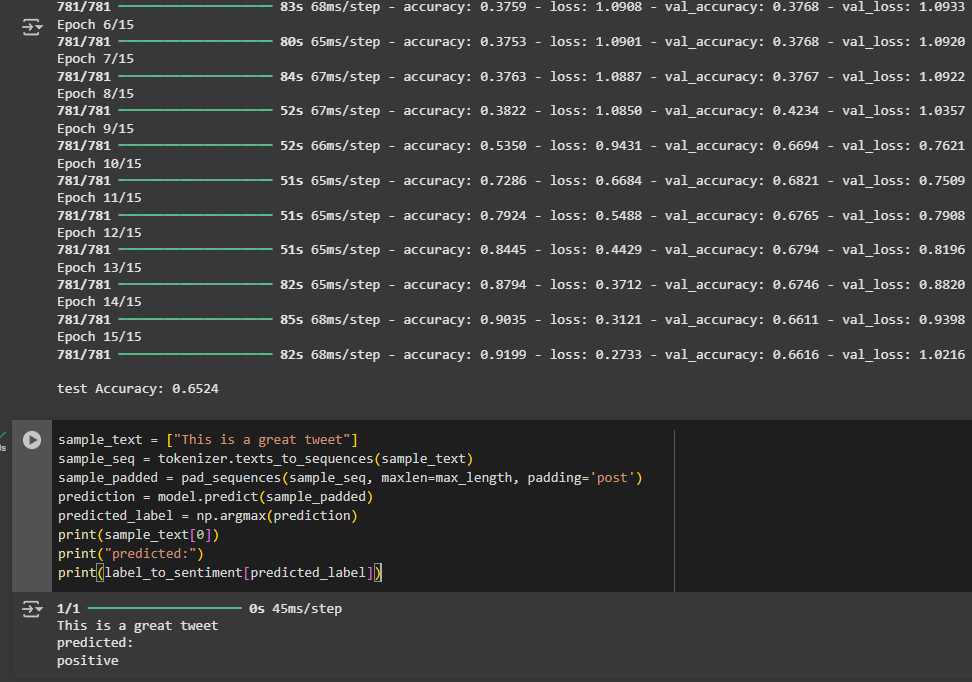 781/781 ━━━━━━━━━━━━━━━━━━━━ 83s 68ms/step - accuracy: 0.3759 - loss: 1.0908 - val_accuracy: 0.3768 - val_loss: 1.0933
Epoch 6/15
781/781 ━━━━━━━━━━━━━━━━━━━━ 80s 65ms/step - accuracy: 0.3753 - loss: 1.0901 - val_accuracy: 0.3768 - val_loss: 1.0920
Epoch 7/15
781/781 ━━━━━━━━━━━━━━━━━━━━ 84s 67ms/step - accuracy: 0.3763 - loss: 1.0887 - val_accuracy: 0.3767 - val_loss: 1.0922
Epoch 8/15
781/781 ━━━━━━━━━━━━━━━━━━━━ 52s 67ms/step - accuracy: 0.3822 - loss: 1.0850 - val_accuracy: 0.4234 - val_loss: 1.0357
Epoch 9/15
781/781 ━━━━━━━━━━━━━━━━━━━━ 52s 66ms/step - accuracy: 0.5350 - loss: 0.9431 - val_accuracy: 0.6694 - val_loss: 0.7621
Epoch 10/15
781/781 ━━━━━━━━━━━━━━━━━━━━ 51s 65ms/step - accuracy: 0.7286 - loss: 0.6684 - val_accuracy: 0.6821 - val_loss: 0.7509
Epoch 11/15
781/781 ━━━━━━━━━━━━━━━━━━━━ 51s 65ms/step - accuracy: 0.7924 - loss: 0.5488 - val_accuracy: 0.6765 - val_loss: 0.7908
Epoch 12/15
781/781 ━━━━━━━━━━━━━━━━━━━━ 51s 65ms/step - accuracy: 0.8445 - loss: 0.4429 - val_accuracy: 0.6794 - val_loss: 0.8196
Epoch 13/15
781/781 ━━━━━━━━━━━━━━━━━━━━ 82s 65ms/step - accuracy: 0.8794 - loss: 0.3712 - val_accuracy: 0.6746 - val_loss: 0.8820
Epoch 14/15
781/781 ━━━━━━━━━━━━━━━━━━━━ 85s 68ms/step - accuracy: 0.9035 - loss: 0.3121 - val_accuracy: 0.6611 - val_loss: 0.9398
Epoch 15/15
781/781 ━━━━━━━━━━━━━━━━━━━━ 82s 68ms/step - accuracy: 0.9199 - loss: 0.2733 - val_accuracy: 0.6616 - val_loss: 1.0216
test Accuracy: 0.6524
sample_text = ["This is a great tweet"]
sample_seq = tokenizer.texts_to_sequences(sample_text)
sample_padded = pad_sequences(sample_seq, maxlen=max_length, padding='post')
prediction = model.predict(sample_padded)
predicted_label = np.argmax(prediction)
print(sample_text[0])
print("predicted:")
print(label_to_sentiment[predicted_label])
1/1 ━━━━━━━━━━━━━━━━━━━━ 0s 45ms/step
This is a great tweet
predicted:
positive